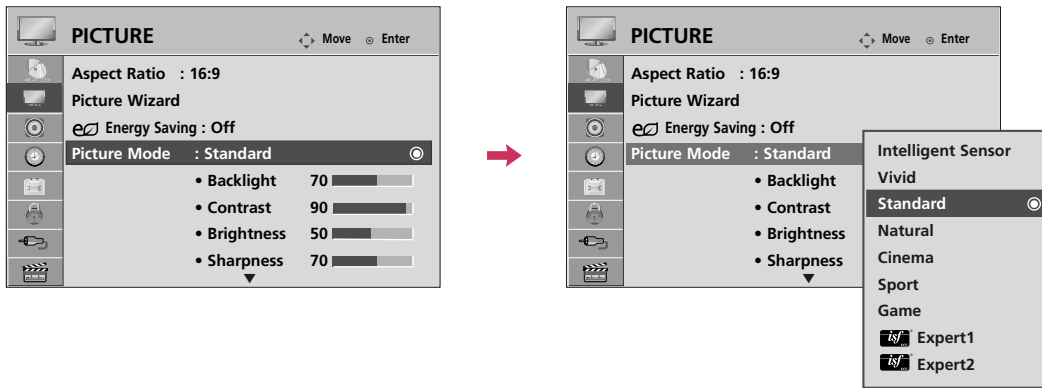 PICTURE
Move Enter
Aspect Ratio : 16:9
Picture Wizard
eco Energy Saving : Off
Picture Mode : Standard
• Backlight 70
• Contrast 90
• Brightness 50
• Sharpness 70
PICTURE
Move Enter
Aspect Ratio : 16:9
Picture Wizard
eco Energy Saving : Off
Picture Mode : Standard
• Backlight
• Contrast
• Brightness
• Sharpness
Intelligent Sensor
Vivid
Standard
Natural
Cinema
Sport
Game
isf Expert1
isf Expert2